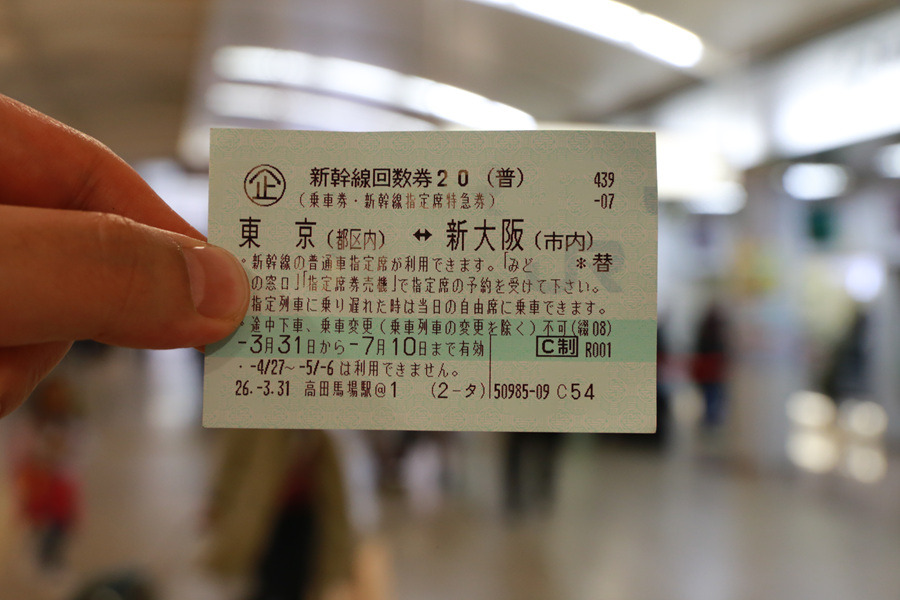 企 新幹線回数券20（普） 439
（乗車券・新幹線指定席特急券） -07
東 京（都区内） ↔ 新大阪（市内）
・新幹線の普通車指定席が利用できます。「みど ＊替
の窓口」「指定席券売機」で指定席の予約を受けて下さい。
指定列車に乗り遅れた時は当日の自由席に乗車できます。
・途中下車、乗車変更（乗車列車の変更を除く）不可（綴08）
-3月31日から-7月10日まで有効 C制 R001
・-4/27～-5/-6は利用できません。
26.-3.31 高田馬場駅@1 （2-タ） 50985-09 C54